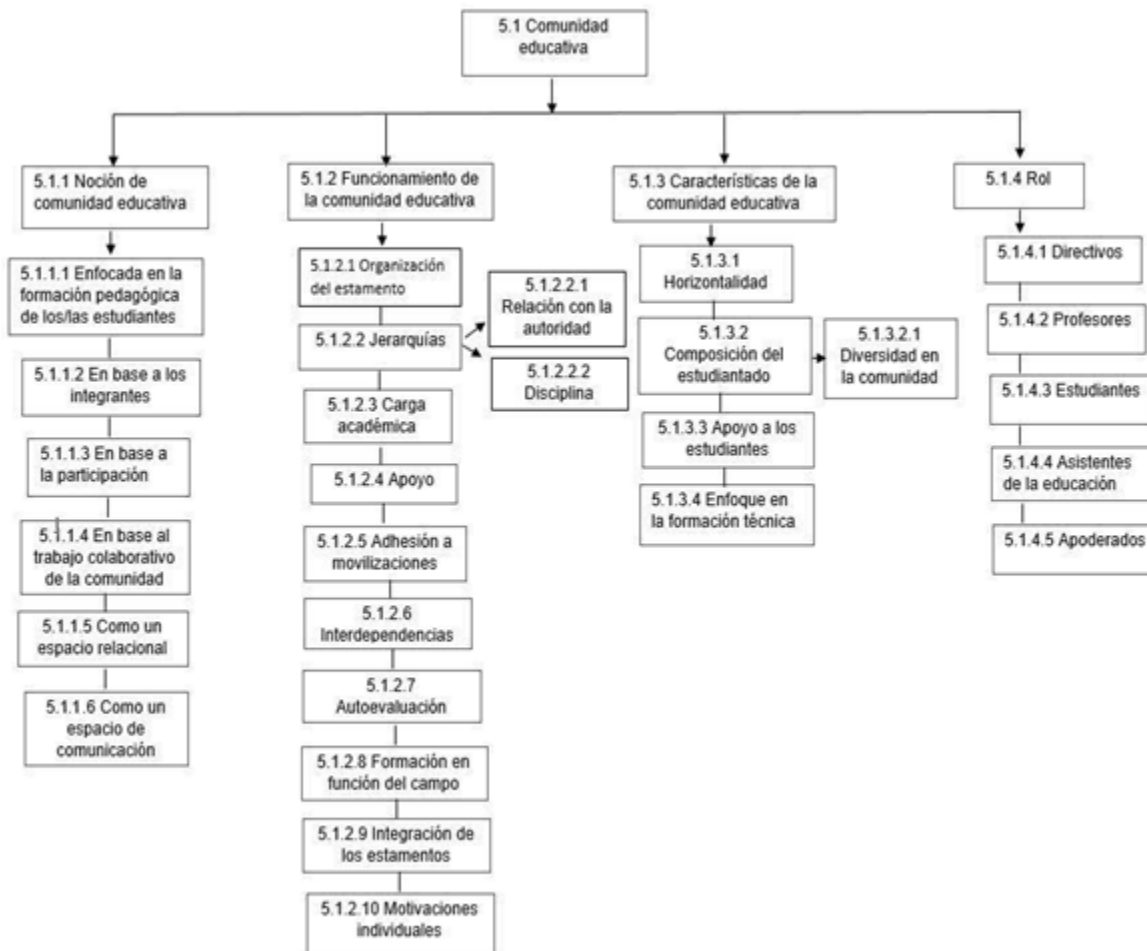 5.1 Comunidad
educativa
5.1.1 Noción de
comunidad educativa
5.1.1.1 Enfocada en la
formación pedagógica
de los/las estudiantes
5.1.1.2 En base a los
integrantes
5.1.1.3 En base a
la participación
5.1.1.4 En base al
trabajo colaborativo
de la comunidad
5.1.1.5 Como un
espacio relacional
5.1.1.6 Como un
espacio de
comunicación
5.1.2 Funcionamiento de
la comunidad educativa
5.1.2.1 Organización
del estamento
5.1.2.2 Jerarquías
5.1.2.2.1
Relación con la
autoridad
5.1.2.2.2
Disciplina
5.1.2.3 Carga
académica
5.1.2.4 Apoyo
5.1.2.5 Adhesión a
movilizaciones
5.1.2.6
Interdependencias
5.1.2.7
Autoevaluación
5.1.2.8 Formación en
función del campo
5.1.2.9 Integración de
los estamentos
5.1.2.10 Motivaciones
individuales
5.1.3 Características de la
comunidad educativa
5.1.3.1
Horizontalidad
5.1.3.2
Composición del
estudiantado
5.1.3.2.1
Diversidad en
la comunidad
5.1.3.3 Apoyo a los
estudiantes
5.1.3.4 Enfoque en
la formación técnica
5.1.4 Rol
5.1.4.1 Directivos
5.1.4.2 Profesores
5.1.4.3 Estudiantes
5.1.4.4 Asistentes
de la educación
5.1.4.5 Apoderados